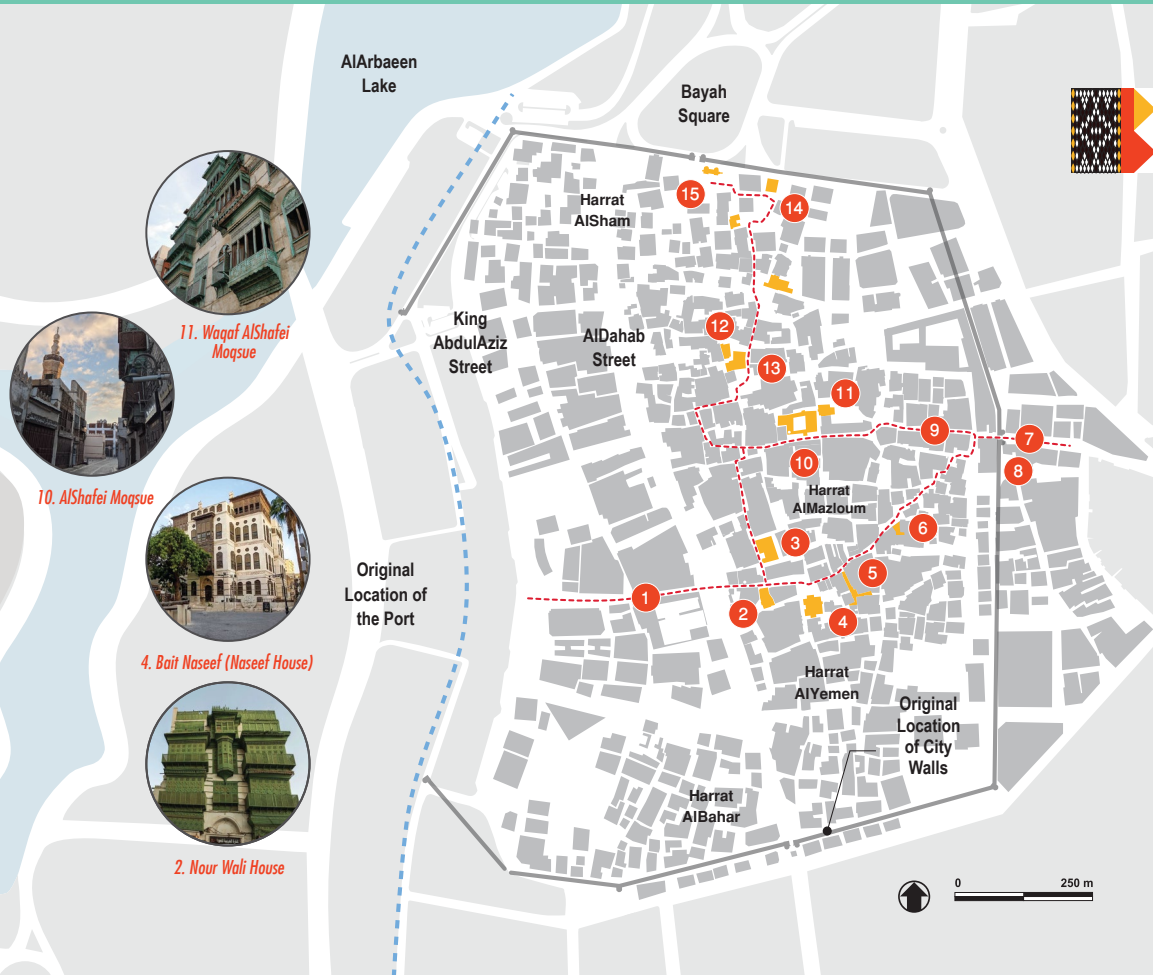 AlArbaeen
Lake
Bayah
Square
15
14
Harrat
AlSham
11. Waqaf AlShafei
Moqsue
King
AbdulAziz
Street
AlDahab
Street
12
13
11
9
7
10
8
10. AlShafei Moqsue
Harrat
AlMazloum
6
3
5
Original
Location of
the Port
1
2
4
4. Bait Naseef (Naseef House)
Harrat
AlYemen
Original
Location
of City
Walls
Harrat
AlBahar
2. Nour Wali House
0
250 m